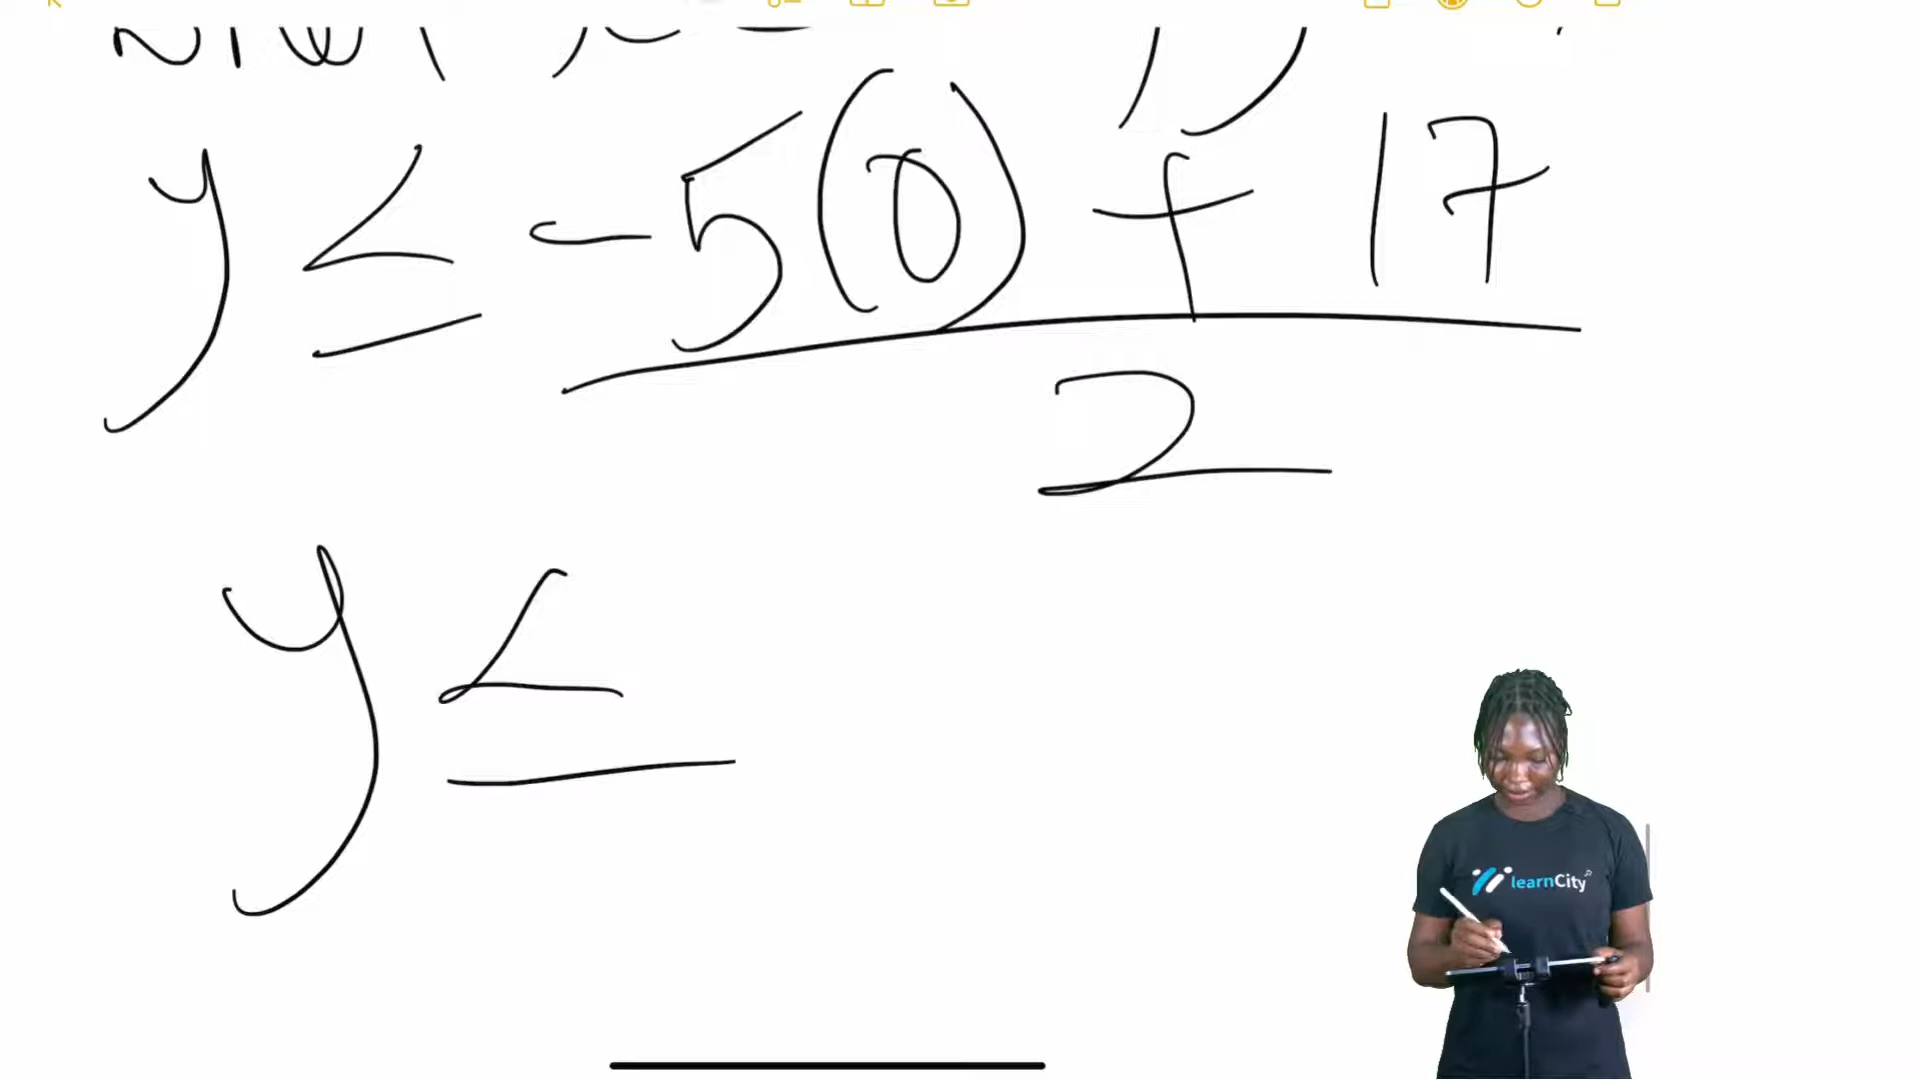 y ≤ -5(0) + 17
2
y ≤
learnCity